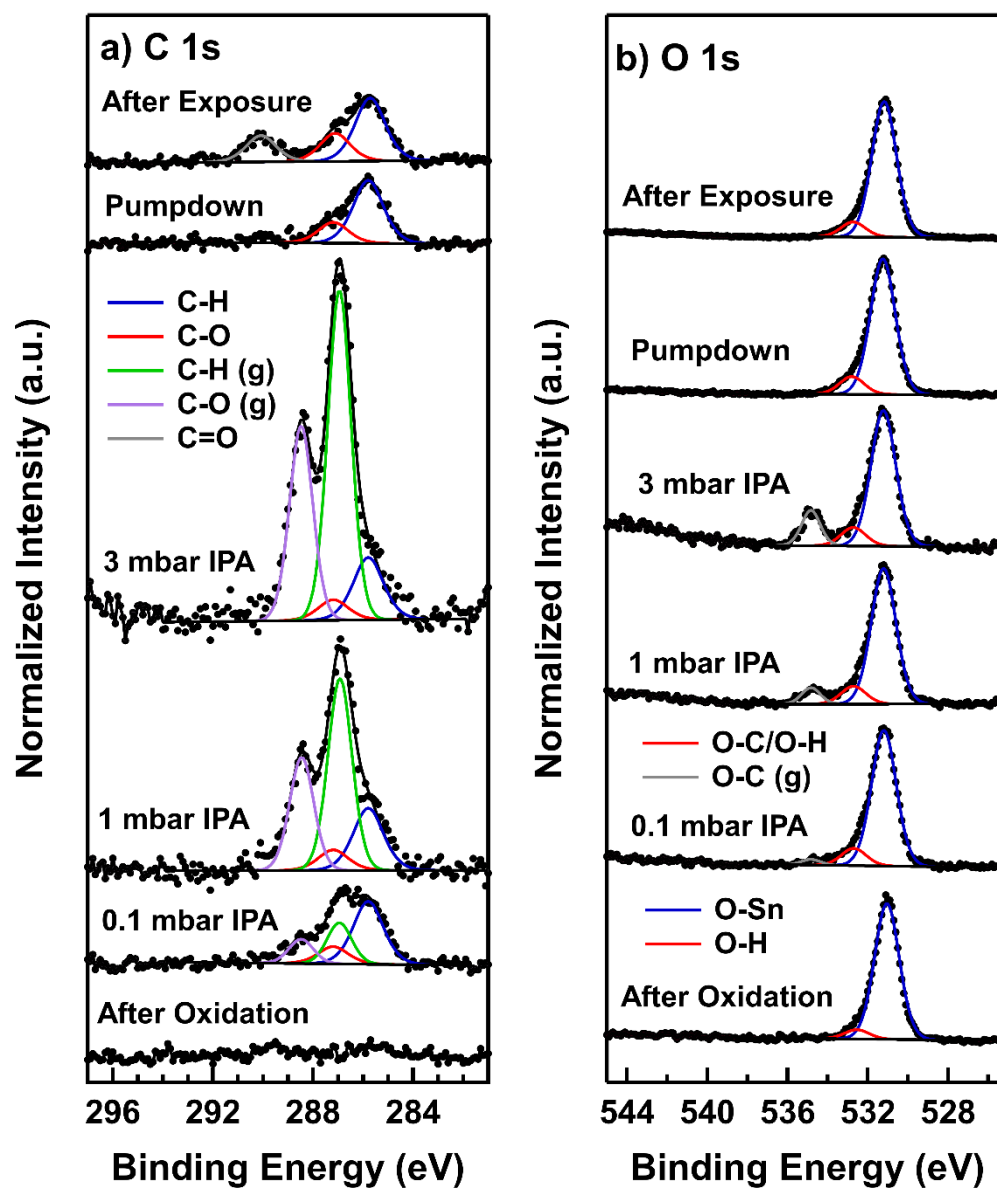 a) C 1s
After Exposure
Pumpdown
C-H
C-O
C-H (g)
C-O (g)
C=O
3 mbar IPA
1 mbar IPA
0.1 mbar IPA
After Oxidation
296 292 288 284
Binding Energy (eV)
Normalized Intensity (a.u.)
b) O 1s
After Exposure
Pumpdown
3 mbar IPA
1 mbar IPA
O-C/O-H
O-C (g)
0.1 mbar IPA
O-Sn
O-H
After Oxidation
544 540 536 532 528
Binding Energy (eV)
Normalized Intensity (a.u.)